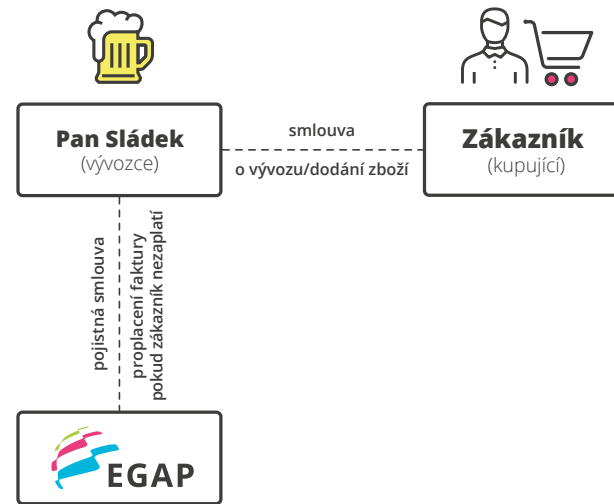 Pan Sládek
(vývozce)
smlouva
o vývozu/dodání zboží
Zákazník
(kupující)
pojistná smlouva
proplacení faktury
pokud zákazník nezaplatí
EGAP